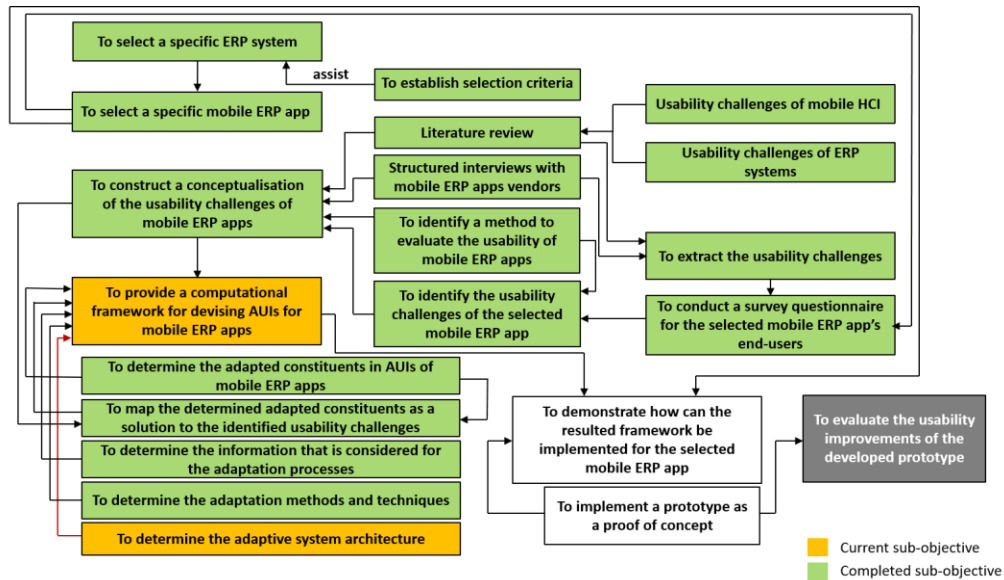 To select a specific ERP system
assist
To establish selection criteria
To select a specific mobile ERP app
Usability challenges of mobile HCI
Literature review
Usability challenges of ERP
systems
Structured interviews with
mobile ERP apps vendors
To construct a conceptualisation
of the usability challenges of
mobile ERP apps
To identify a method to
evaluate the usability of
mobile ERP apps
To extract the usability challenges
To provide a computational
framework for devising AUIs for
mobile ERP apps
To identify the usability
challenges of the selected
mobile ERP app
To conduct a survey questionnaire
for the selected mobile ERP app's
end-users
To determine the adapted constituents in AUIs of
mobile ERP apps
To map the determined adapted constituents as a
solution to the identified usability challenges
To determine the information that is considered for
the adaptation processes
To determine the adaptation methods and techniques
To determine the adaptive system architecture
To demonstrate how can the
resulted framework be
implemented for the selected
mobile ERP app
To evaluate the usability
improvements of the
developed prototype
To implement a prototype as
a proof of concept
Current sub-objective
Completed sub-objective